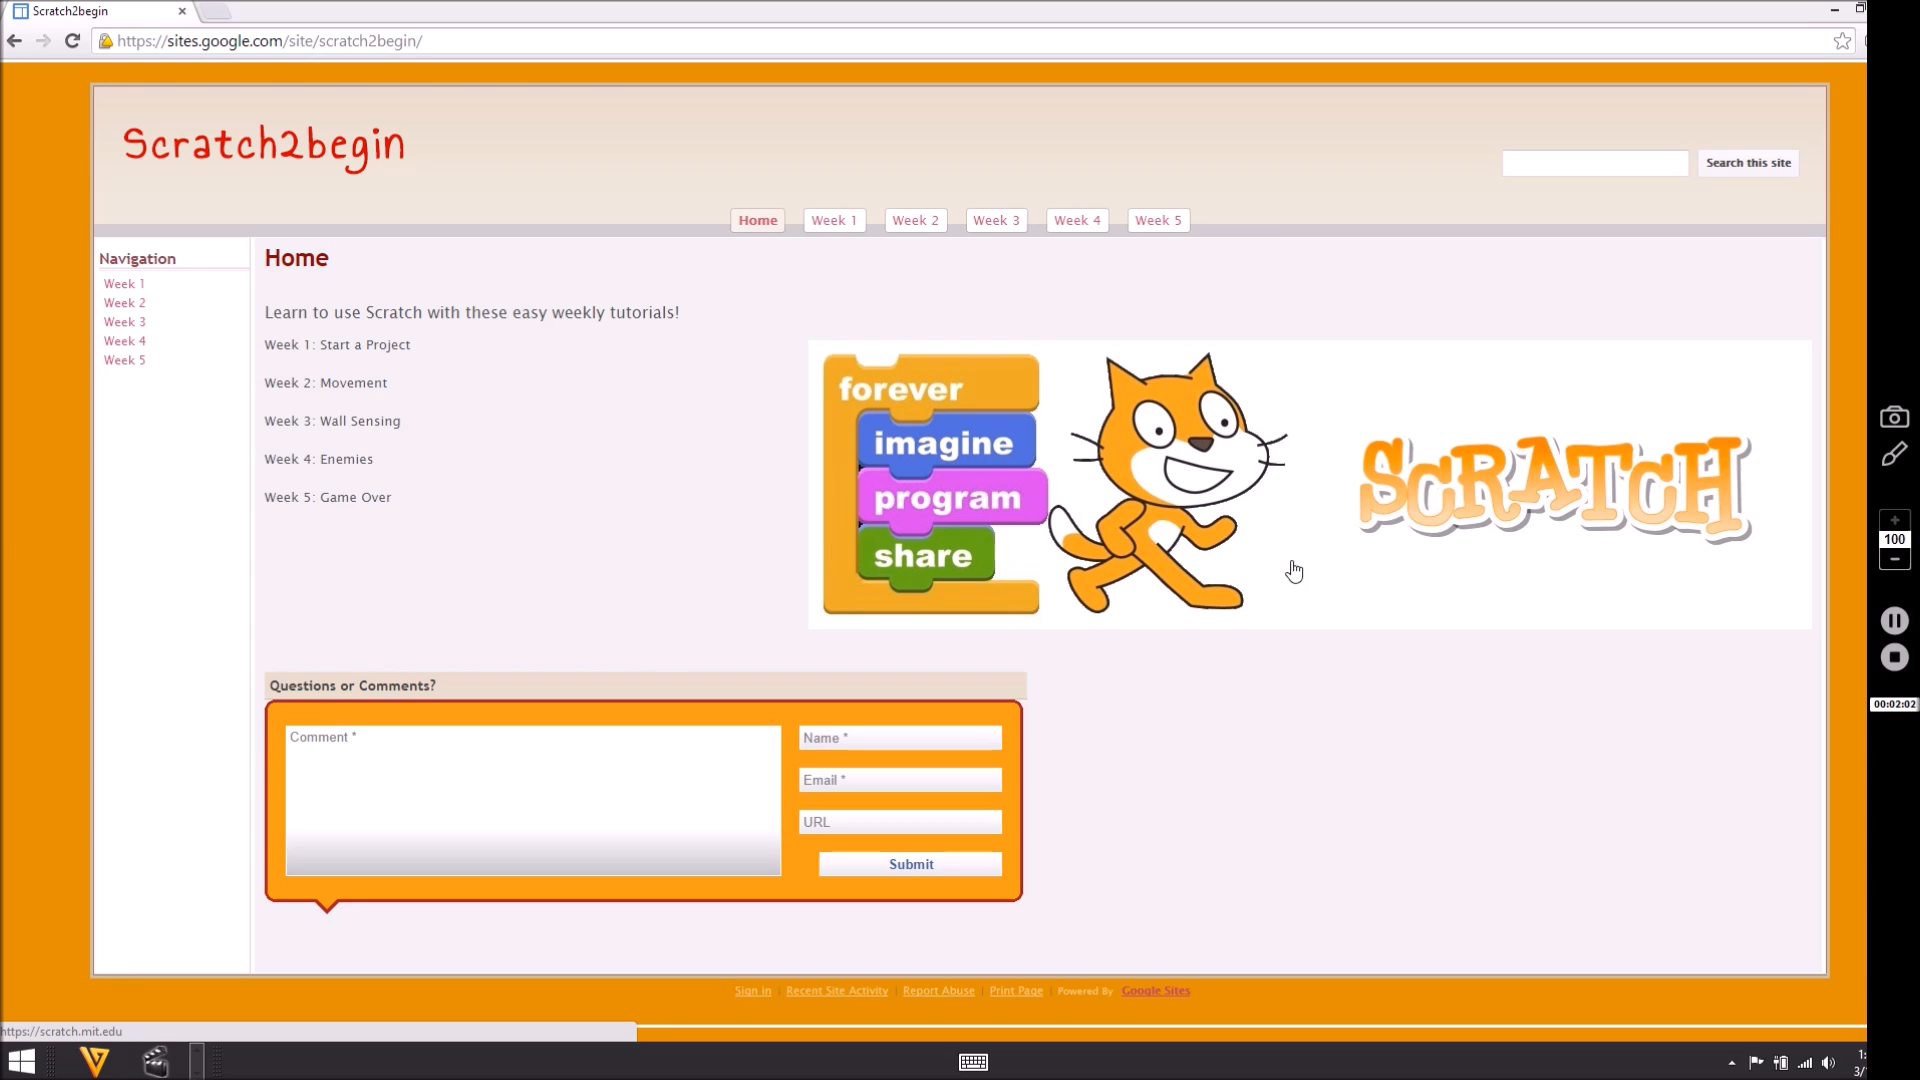 Scratch2begin
https://sites.google.com/site/scratch2begin/
Scratch2begin
Search this site
Home
Week 1
Week 2
Week 3
Week 4
Week 5
Navigation
Week 1
Week 2
Week 3
Week 4
Week 5
Home
Learn to use Scratch with these easy weekly tutorials!
Week 1: Start a Project
Week 2: Movement
Week 3: Wall Sensing
Week 4: Enemies
Week 5: Game Over
forever
imagine
program
share
SCRATCH
Questions or Comments?
Comment *
Name *
Email *
URL
Submit
Sign in | Recent Site Activity | Report Abuse | Print Page | Powered By Google Sites
https://scratch.mit.edu
100
00:02:02